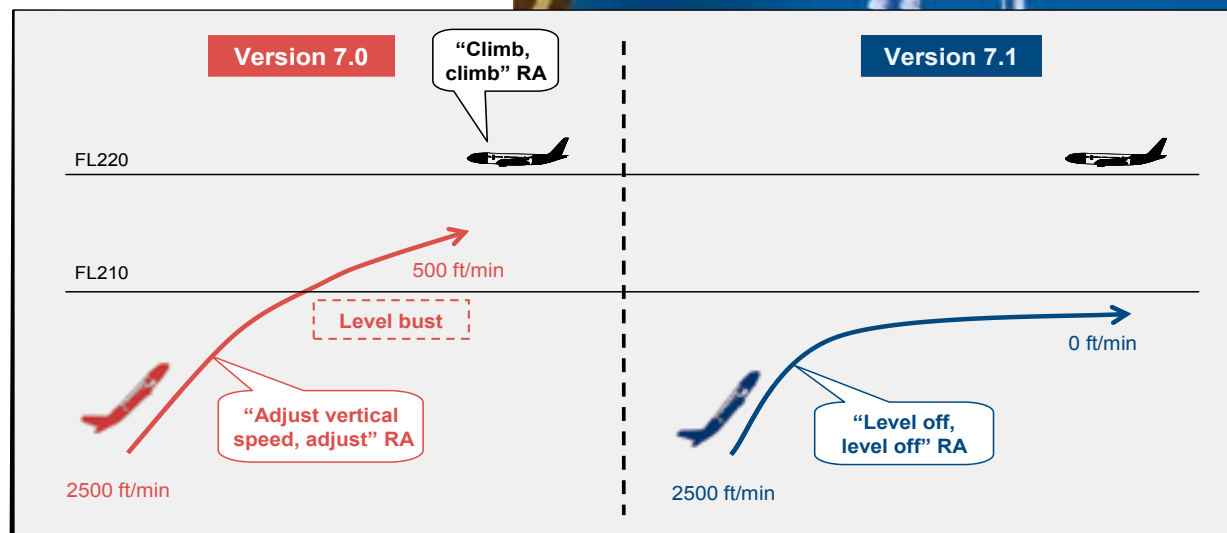 Version 7.0
“Climb,
climb” RA
Version 7.1
FL220
FL210
500 ft/min
Level bust
0 ft/min
“Adjust vertical
speed, adjust” RA
“Level off,
level off” RA
2500 ft/min
2500 ft/min